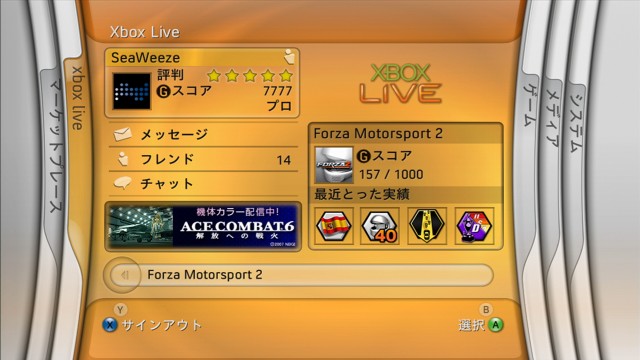 Xbox Live
マーケットプレース
xbox live
SeaWeeze
評判
Gスコア
7777
プロ
メッセージ
フレンド 14
チャット
機体カラー配信中!
ACE COMBAT 6
解放への戦火
XBOX
LIVE
Forza Motorsport 2
Gスコア
157 / 1000
最近とった実績
40
ゲーム
メディア
システム
Forza Motorsport 2
Y
X サインアウト
B
選択 A